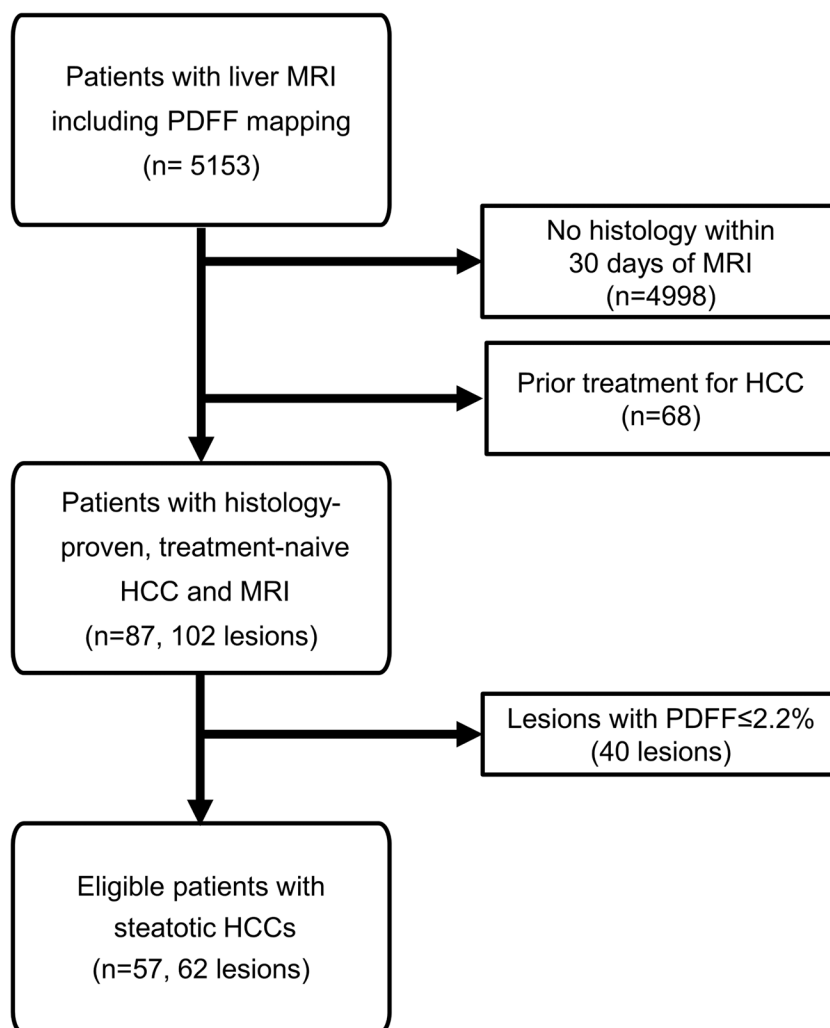 Patients with liver MRI
including PDFF mapping
(n= 5153)
No histology within
30 days of MRI
(n=4998)
Prior treatment for HCC
(n=68)
Patients with histology-
proven, treatment-naive
HCC and MRI
(n=87, 102 lesions)
Lesions with PDFF≤2.2%
(40 lesions)
Eligible patients with
steatotic HCCs
(n=57, 62 lesions)